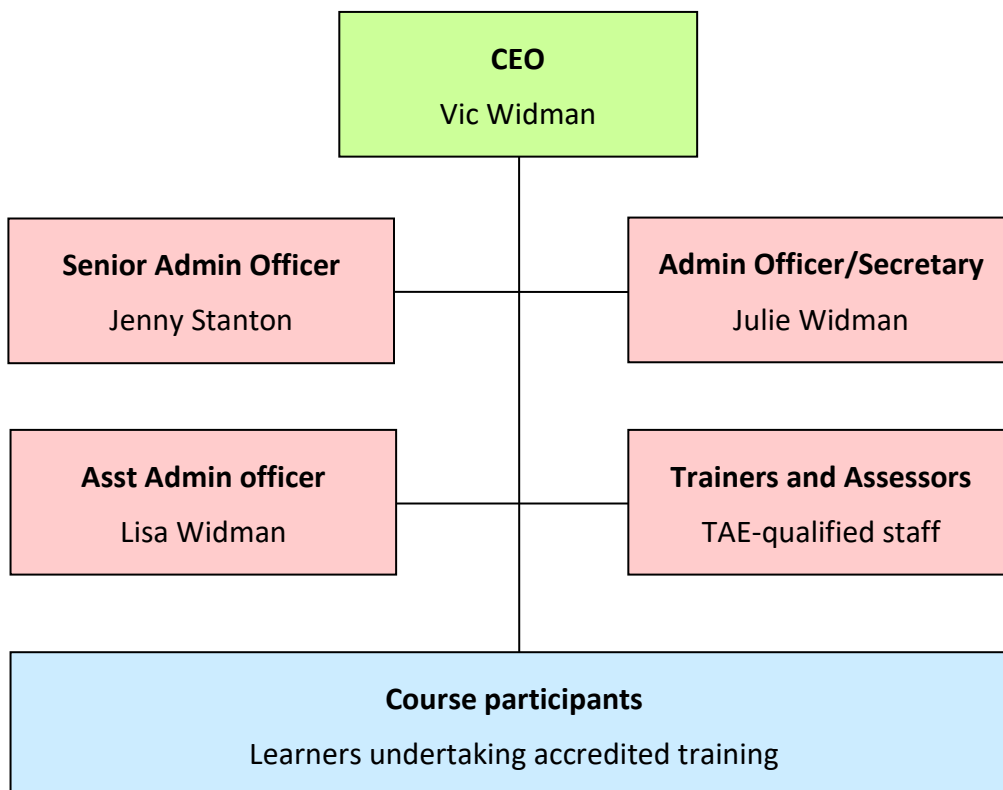 CEO
Vic Widman
Senior Admin Officer
Jenny Stanton
Admin Officer/Secretary
Julie Widman
Asst Admin officer
Lisa Widman
Trainers and Assessors
TAE-qualified staff
Course participants
Learners undertaking accredited training